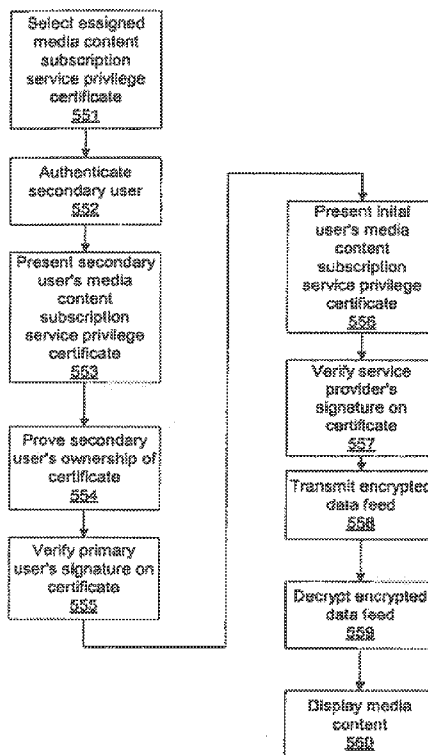 Select assigned
media content
subscription
service privilege
certificate
551
Authenticate
secondary user
552
Present secondary
user's media
content
subscription
service privilege
certificate
553
Prove secondary
user's ownership of
certificate
554
Verify primary
user's signature on
certificate
555
Present initial
user's media
content
subscription
service privilege
certificate
556
Verify service
provider's
signature on
certificate
557
Transmit encrypted
data feed
558
Decrypt encrypted
data feed
559
Display media
content
560